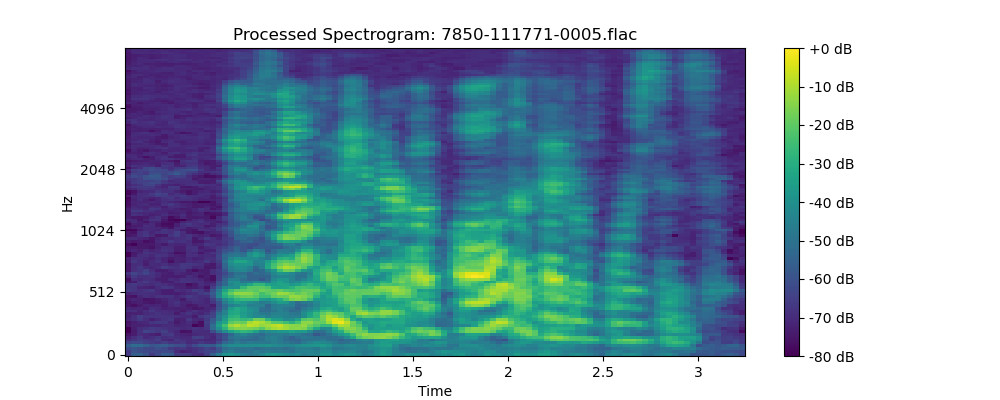 Processed Spectrogram: 7850-111771-0005.flac
Hz
4096
2048
1024
512
0
0
0.5
1
1.5
2
2.5
3
Time
+0 dB
-10 dB
-20 dB
-30 dB
-40 dB
-50 dB
-60 dB
-70 dB
-80 dB